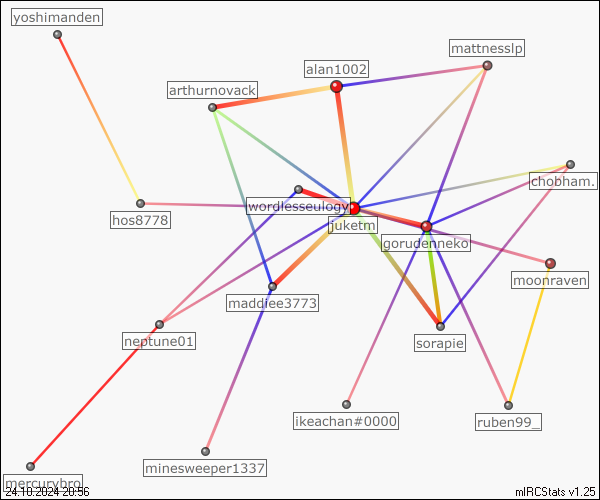 yoshimanden
mattnesslp
alan1002
arthurnovack
chobham.
wordlesseulogy
hos8778
juketm
gorudenneko
moonraven
maddiee3773
neptune01
sorapie
ikeachan#0000
ruben99_
minesweeper1337
mercurybro
24.10.2024 20:56
mIRCStats v1.25